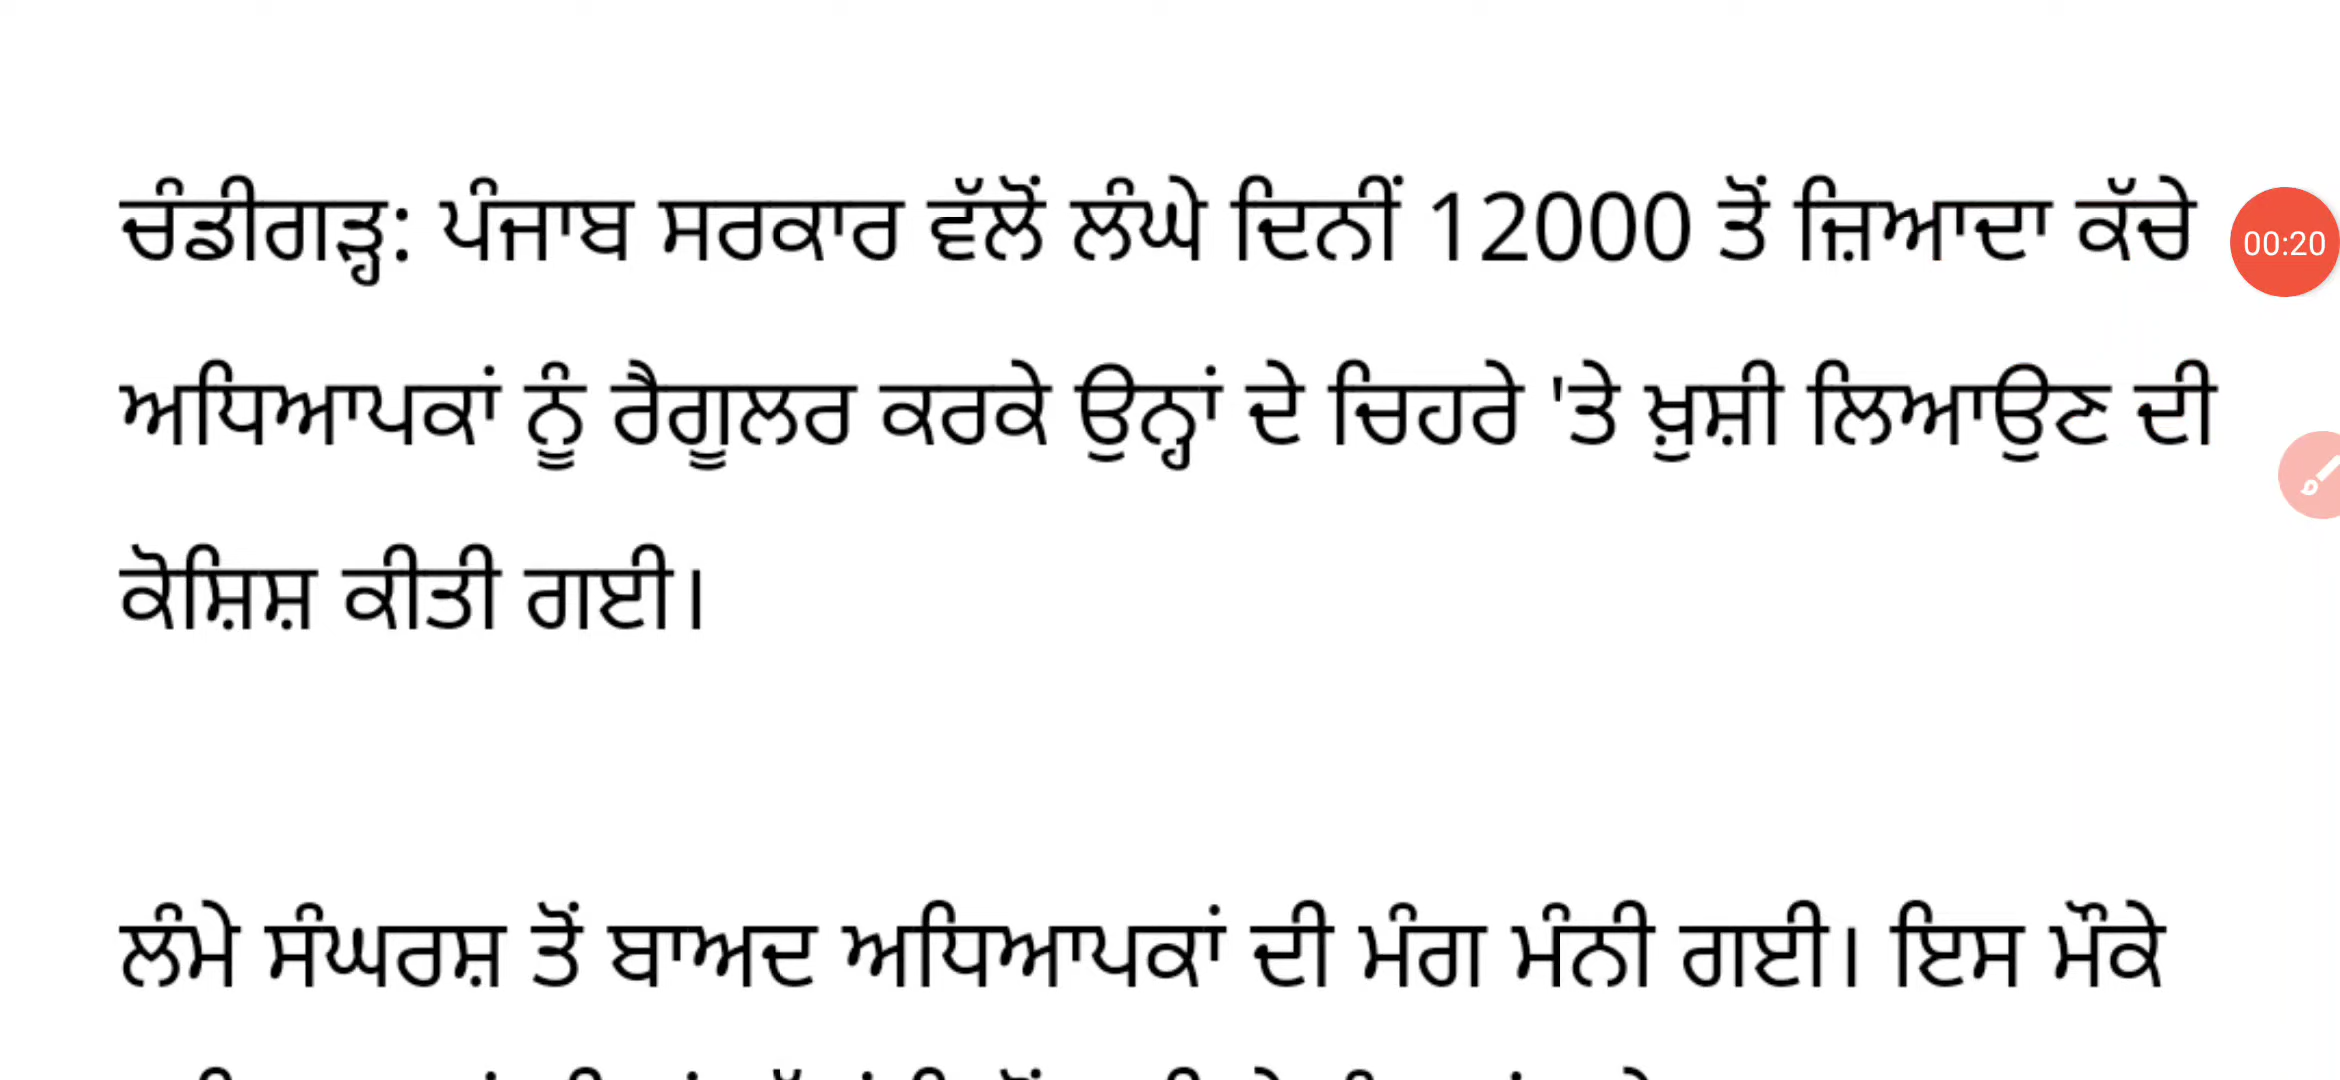 ਚੰਡੀਗੜ੍ਹ: ਪੰਜਾਬ ਸਰਕਾਰ ਵੱਲੋਂ ਲੰਘੇ ਦਿਨੀਂ 12000 ਤੋਂ ਜ਼ਿਆਦਾ ਕੱਚੇ
00:20
ਅਧਿਆਪਕਾਂ ਨੂੰ ਰੈਗੂਲਰ ਕਰਕੇ ਉਨ੍ਹਾਂ ਦੇ ਚਿਹਰੇ 'ਤੇ ਖ਼ੁਸ਼ੀ ਲਿਆਉਣ ਦੀ
ਕੋਸ਼ਿਸ਼ ਕੀਤੀ ਗਈ।
ਲੰਮੇ ਸੰਘਰਸ਼ ਤੋਂ ਬਾਅਦ ਅਧਿਆਪਕਾਂ ਦੀ ਮੰਗ ਮੰਨੀ ਗਈ। ਇਸ ਮੌਕੇ